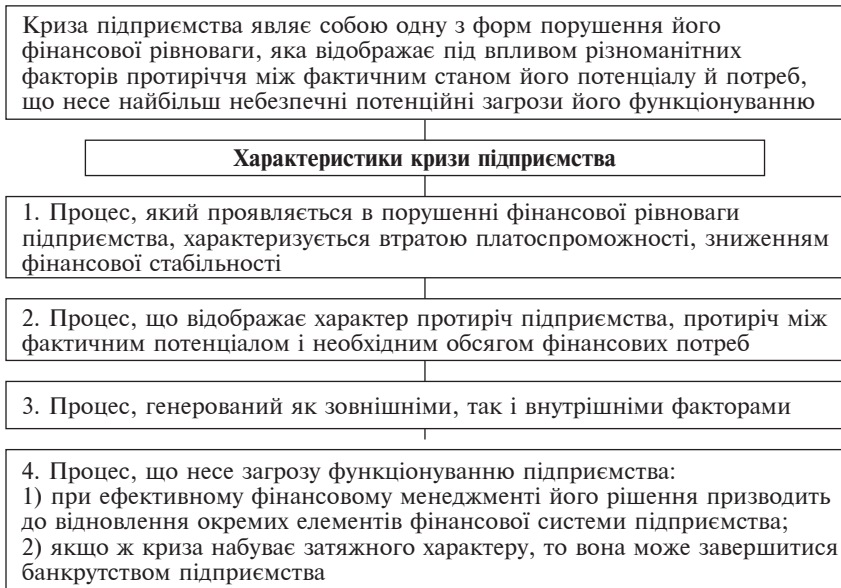 Криза підприємства являє собою одну з форм порушення його
фінансової рівноваги, яка відображає під впливом різноманітних
факторів протиріччя між фактичним станом його потенціалу й потреб,
що несе найбільш небезпечні потенційні загрози його функціонуванню
Характеристики кризи підприємства
1. Процес, який проявляється в порушенні фінансової рівноваги
підприємства, характеризується втратою платоспроможності, зниженням
фінансової стабільності
2. Процес, що відображає характер протиріч підприємства, протиріч між
фактичним потенціалом і необхідним обсягом фінансових потреб
3. Процес, генерований як зовнішніми, так і внутрішніми факторами
4. Процес, що несе загрозу функціонуванню підприємства:
1) при ефективному фінансовому менеджменті його рішення призводить
до відновлення окремих елементів фінансової системи підприємства;
2) якщо ж криза набуває затяжного характеру, то вона може завершитися
банкрутством підприємства